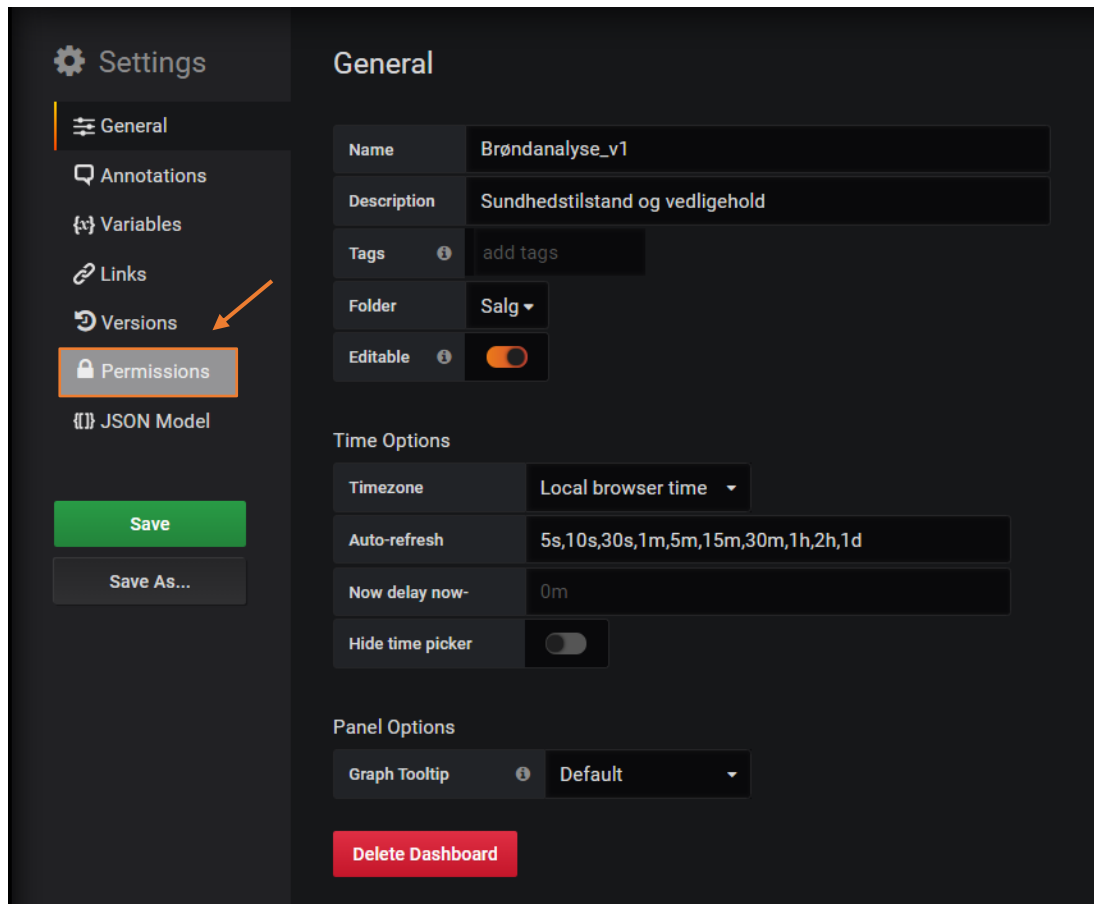 Settings
General
Annotations
{x} Variables
Links
Versions
Permissions
{[]} JSON Model
Save
Save As...
General
Name Brøndanalyse_v1
Description Sundhedstilstand og vedligehold
Tags add tags
Folder Salg
Editable
Time Options
Timezone Local browser time
Auto-refresh 5s,10s,30s,1m,5m,15m,30m,1h,2h,1d
Now delay now- 0m
Hide time picker
Panel Options
Graph Tooltip Default
Delete Dashboard